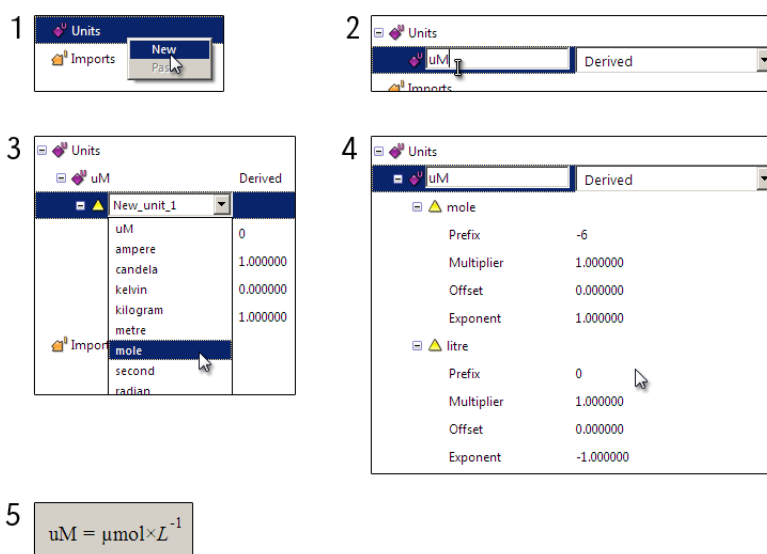 1
Units
New
Imports
Pas
2
Units
uM
Derived
Imports
3
Units
uM Derived
New_unit_1
uM
0
ampere
1.000000
candela
kelvin 0.000000
kilogram
1.000000
metre
Import
mole
second
radian
4
Units
uM Derived
mole
Prefix -6
Multiplier 1.000000
Offset 0.000000
Exponent 1.000000
litre
Prefix 0
Multiplier 1.000000
Offset 0.000000
Exponent -1.000000
5
uM = µmol×L⁻¹